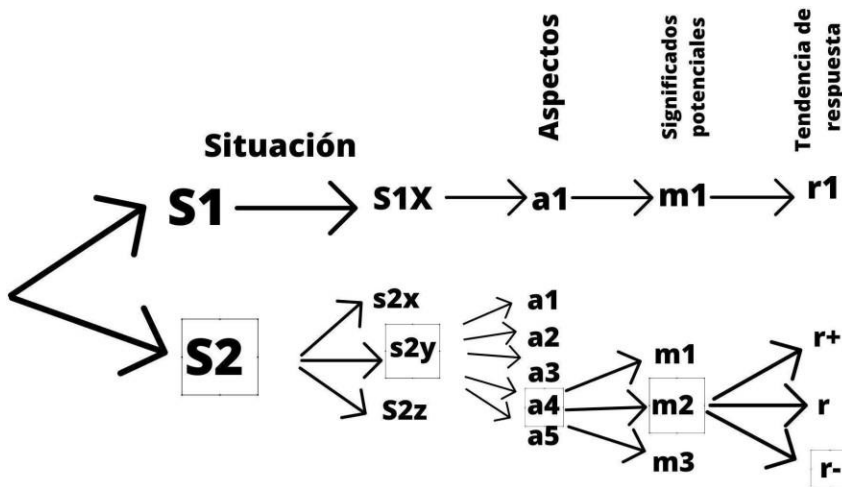 Aspectos
Significados
potenciales
Tendencia de
respuesta
Situación
S1
S1X
a1
m1
r1
S2
s2x
s2y
S2z
a1
a2
a3
a4
a5
m1
m2
m3
r+
r
r-